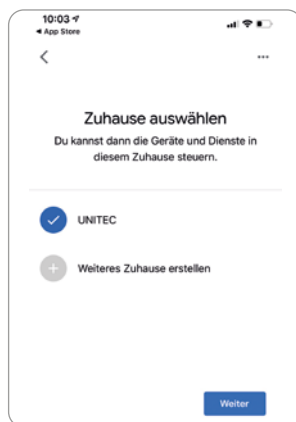 10:03
◀ App Store
Zuhause auswählen
Du kannst dann die Geräte und Dienste in
diesem Zuhause steuern.
UNITEC
Weiteres Zuhause erstellen
Weiter